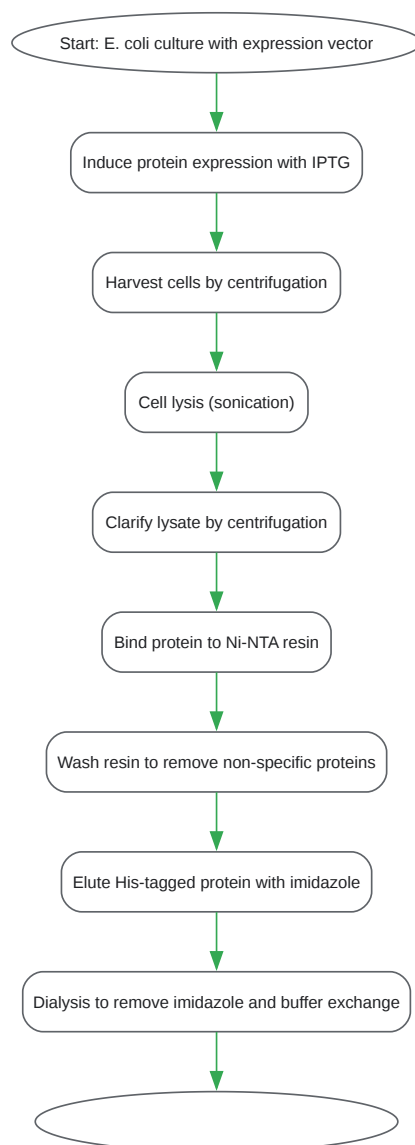 Start: E. coli culture with expression vector
Induce protein expression with IPTG
Harvest cells by centrifugation
Cell lysis (sonication)
Clarify lysate by centrifugation
Bind protein to Ni-NTA resin
Wash resin to remove non-specific proteins
Elute His-tagged protein with imidazole
Dialysis to remove imidazole and buffer exchange